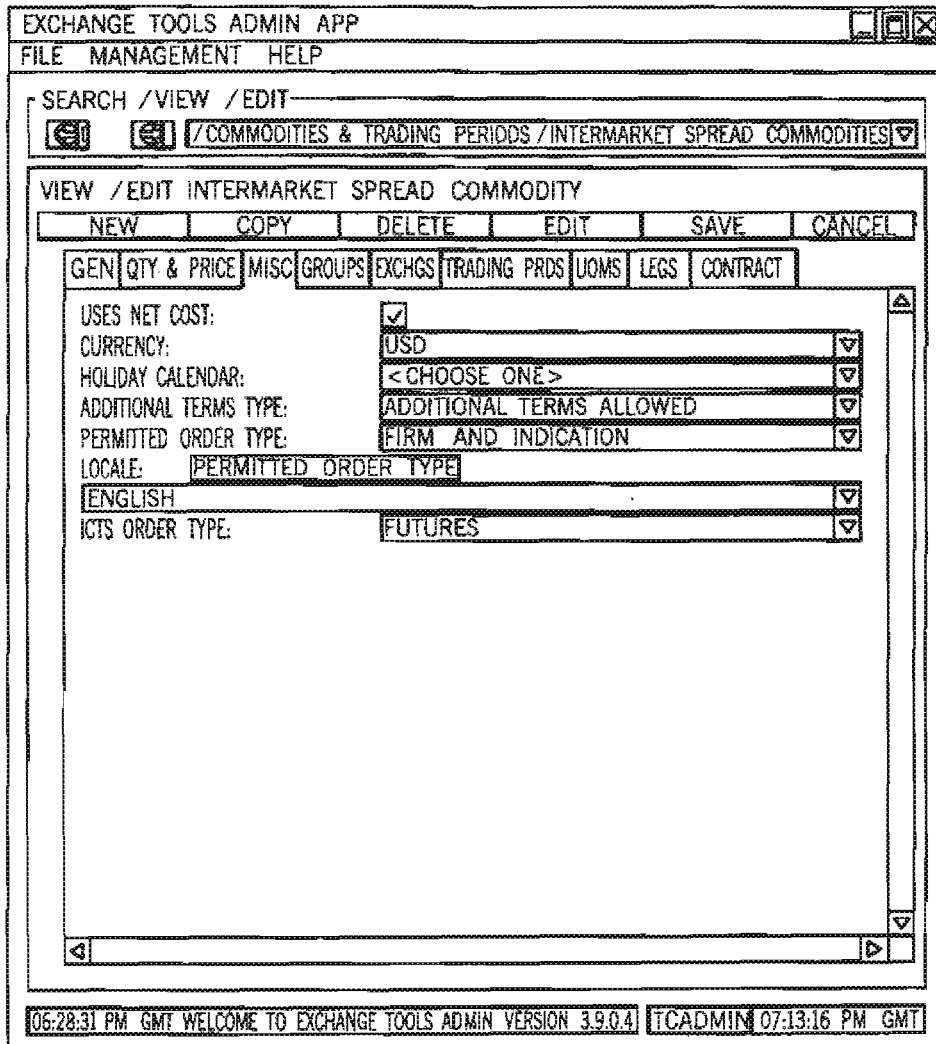 EXCHANGE TOOLS ADMIN APP
FILE MANAGEMENT HELP
SEARCH /VIEW /EDIT
/COMMODITIES & TRADING PERIODS /INTERMARKET SPREAD COMMODITIES
VIEW /EDIT INTERMARKET SPREAD COMMODITY
NEW COPY DELETE EDIT SAVE CANCEL
GEN QTY & PRICE MISC GROUPS EXCHGS TRADING PRDS UOMS LEGS CONTRACT
USES NET COST:
CURRENCY: USD
HOLIDAY CALENDAR: <CHOOSE ONE>
ADDITIONAL TERMS TYPE: ADDITIONAL TERMS ALLOWED
PERMITTED ORDER TYPE: FIRM AND INDICATION
LOCALE: PERMITTED ORDER TYPE
ENGLISH
ICTS ORDER TYPE: FUTURES
06:28:31 PM GMT WELCOME TO EXCHANGE TOOLS ADMIN VERSION 3.9.0.4 TCADMIN 07:13:16 PM GMT